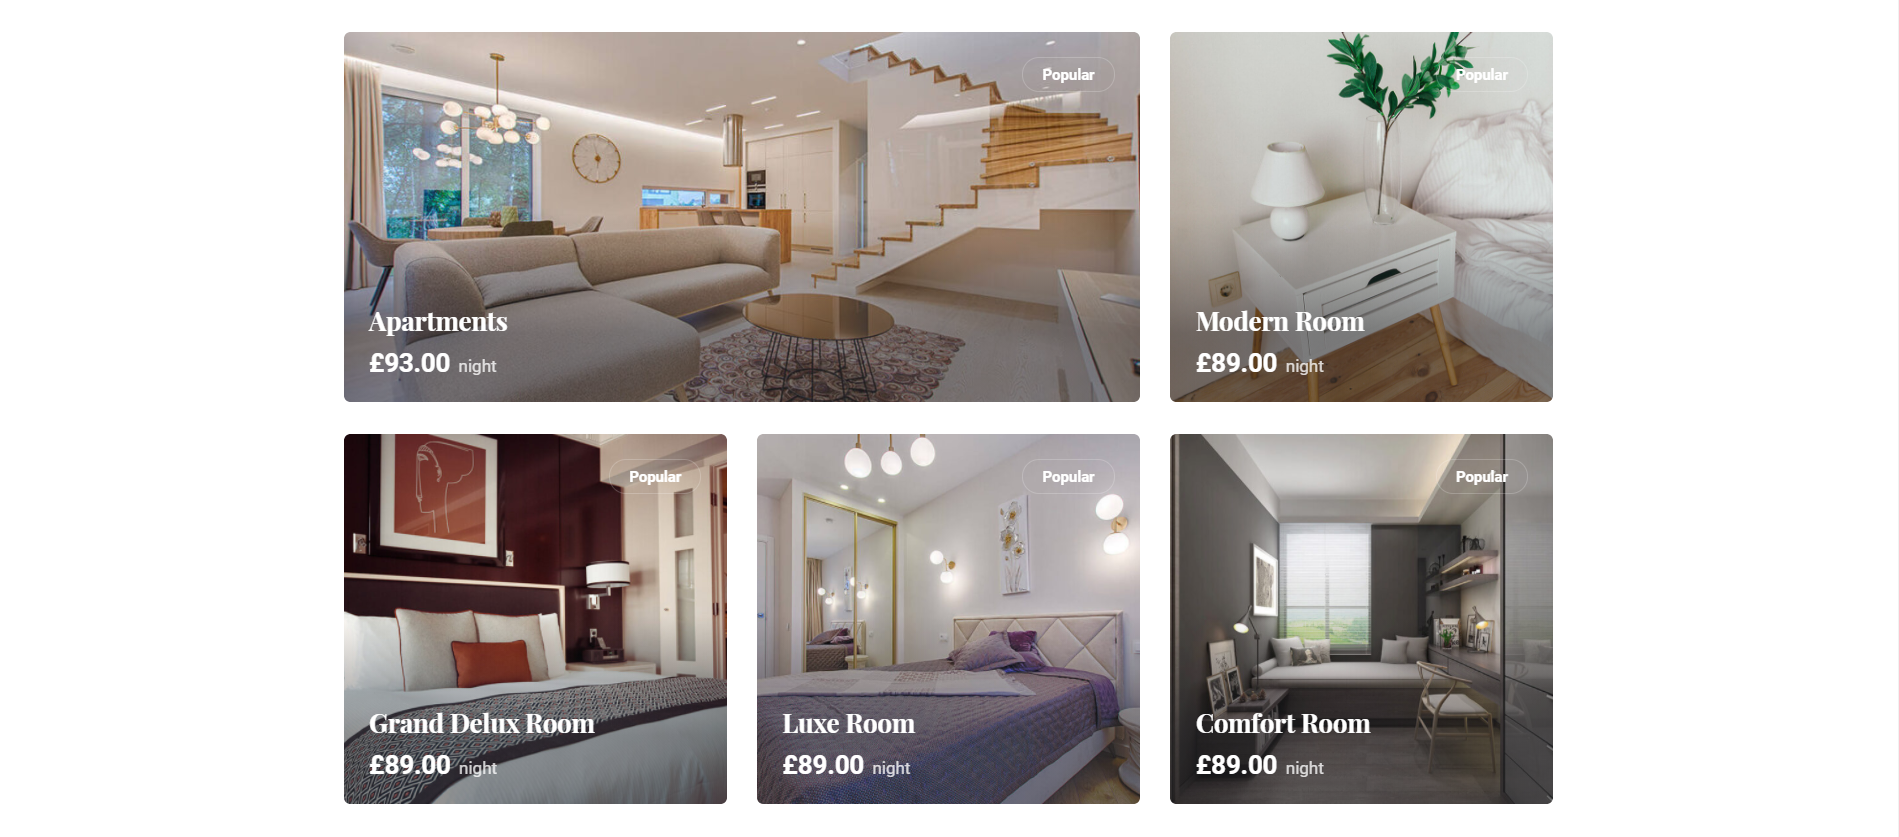 Popular
Apartments
£93.00 night
Popular
Modern Room
£89.00 night
Popular
Grand Delux Room
£89.00 night
Popular
Luxe Room
£89.00 night
Popular
Comfort Room
£89.00 night